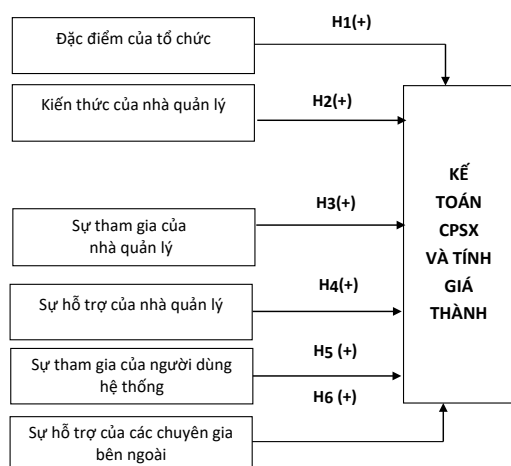 Đặc điểm của tổ chức
H1(+)
Kiến thức của nhà quản lý
H2(+)
Sự tham gia của
nhà quản lý
H3(+)
Sự hỗ trợ của nhà quản lý
H4(+)
Sự tham gia của người dùng
hệ thống
H5 (+)
H6 (+)
Sự hỗ trợ của các chuyên gia
bên ngoài
KẾ
TOÁN
CPSX
VÀ TÍNH
GIÁ
THÀNH